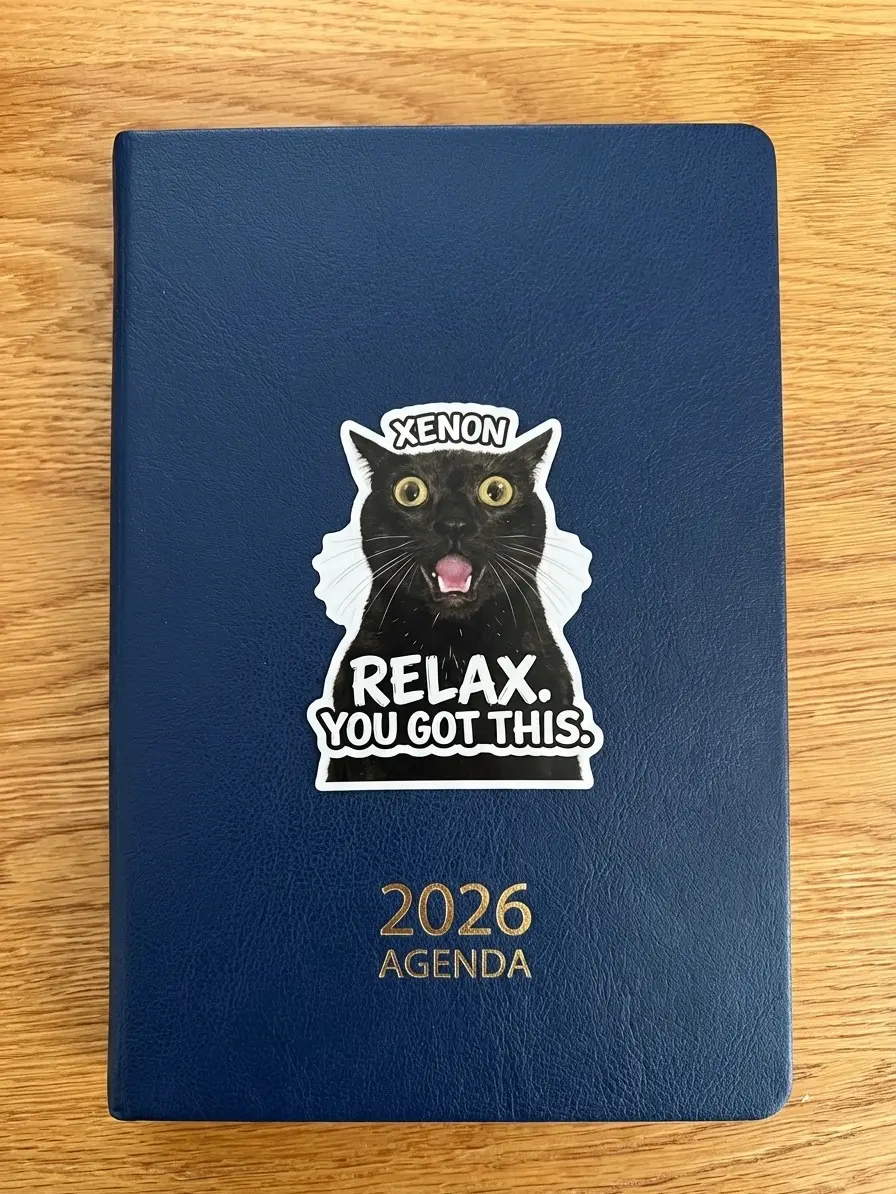 XENON
RELAX.
YOU GOT THIS.
2026
AGENDA